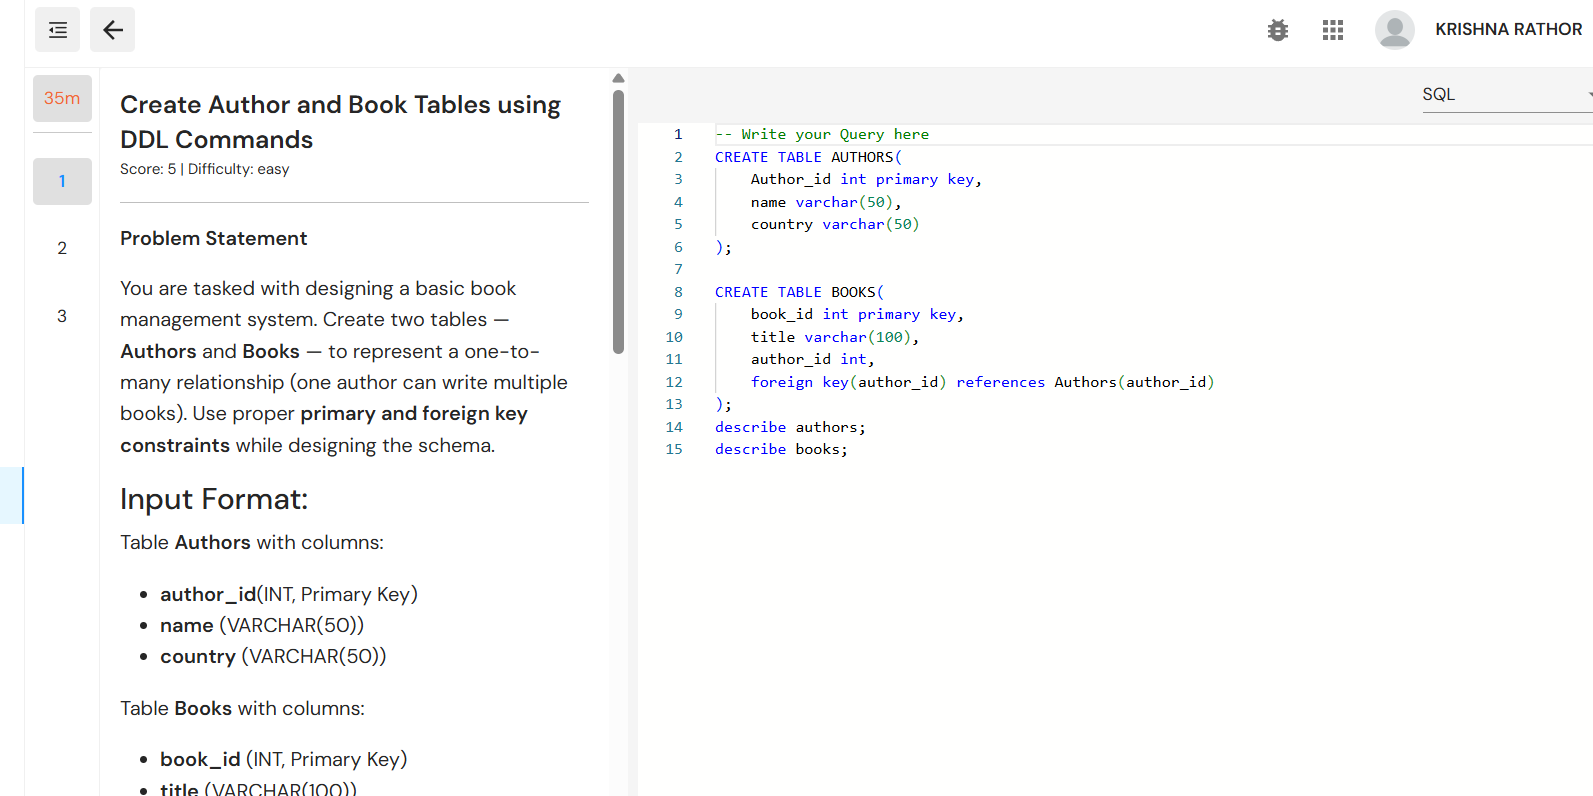 KRISHNA RATHOR
35m
1
2
3
Create Author and Book Tables using
DDL Commands
Score: 5 | Difficulty: easy
Problem Statement
You are tasked with designing a basic book
management system. Create two tables —
Authors and Books — to represent a one-to-
many relationship (one author can write multiple
books). Use proper primary and foreign key
constraints while designing the schema.
Input Format:
Table Authors with columns:
• author_id(INT, Primary Key)
• name (VARCHAR(50))
• country (VARCHAR(50))
Table Books with columns:
• book_id (INT, Primary Key)
• title (VARCHAR(100))
SQL
1 -- Write your Query here
2 CREATE TABLE AUTHORS(
3 Author_id int primary key,
4 name varchar(50),
5 country varchar(50)
6 );
7
8 CREATE TABLE BOOKS(
9 book_id int primary key,
10 title varchar(100),
11 author_id int,
12 foreign key(author_id) references Authors(author_id)
13 );
14 describe authors;
15 describe books;